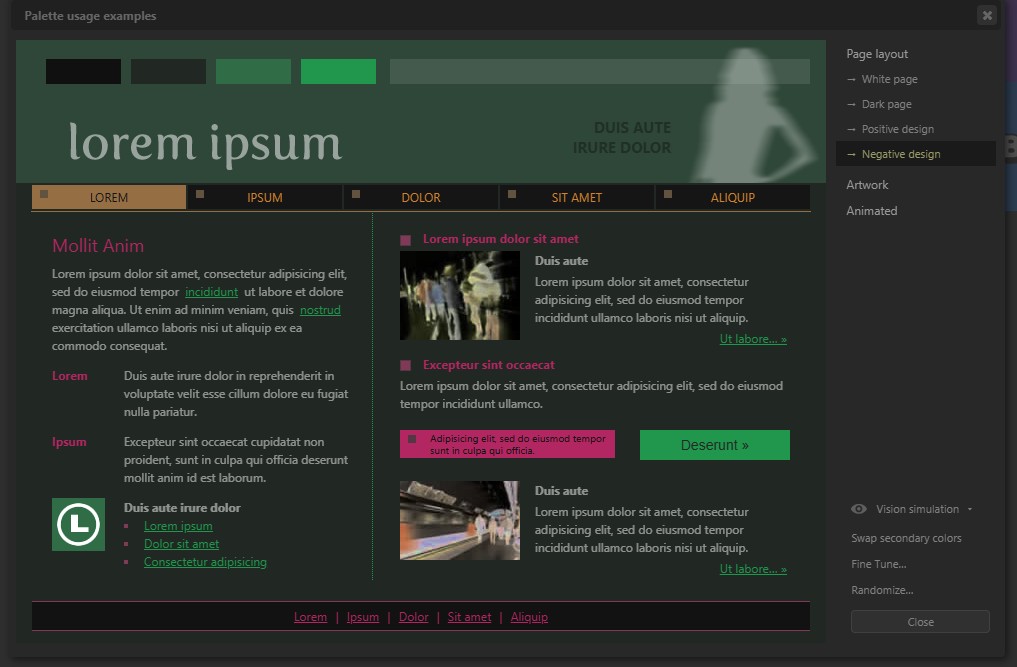 Palette usage examples
lorem ipsum
DUIS AUTE
IRURE DOLOR
LOREM IPSUM DOLOR SIT AMET ALIQUIP
Mollit Anim
Lorem ipsum dolor sit amet, consectetur adipisicing elit,
sed do eiusmod tempor incididunt ut labore et dolore
magna aliqua. Ut enim ad minim veniam, quis nostrud
exercitation ullamco laboris nisi ut aliquip ex ea
commodo consequat.
Lorem Duis aute irure dolor in reprehenderit in
voluptate velit esse cillum dolore eu fugiat
nulla pariatur.
Ipsum Excepteur sint occaecat cupidatat non
proident, sunt in culpa qui officia deserunt
mollit anim id est laborum.
L
Duis aute irure dolor
Lorem ipsum
Dolor sit amet
Consectetur adipisicing
Lorem ipsum dolor sit amet
Duis aute
Lorem ipsum dolor sit amet, consectetur
adipisicing elit, sed do eiusmod tempor
incididunt ullamco laboris nisi ut aliquip.
Ut labore... »
Excepteur sint occaecat
Lorem ipsum dolor sit amet, consectetur adipisicing elit, sed do eiusmod
tempor incididunt ullamco.
Adipisicing elit, sed do eiusmod tempor
sunt in culpa qui officia.
Deserunt »
Duis aute
Lorem ipsum dolor sit amet, consectetur
adipisicing elit, sed do eiusmod tempor
incididunt ullamco laboris nisi ut aliquip.
Ut labore... »
Lorem | Ipsum | Dolor | Sit amet | Aliquip
Page layout
→ White page
→ Dark page
→ Positive design
→ Negative design
Artwork
Animated
Vision simulation
Swap secondary colors
Fine Tune...
Randomize...
Close